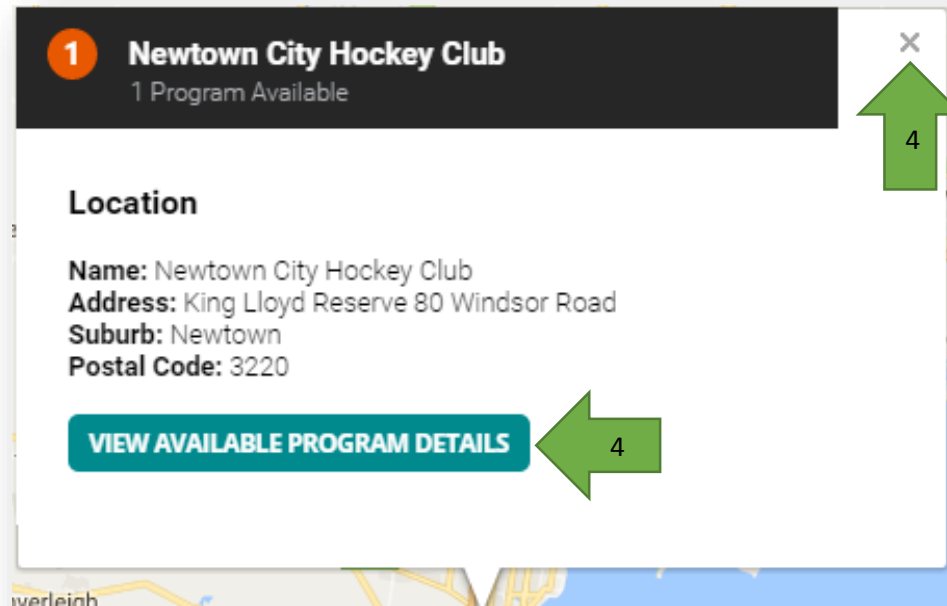 1
Newtown City Hockey Club
1 Program Available
×
4
Location
Name: Newtown City Hockey Club
Address: King Lloyd Reserve 80 Windsor Road
Suburb: Newtown
Postal Code: 3220
VIEW AVAILABLE PROGRAM DETAILS
4